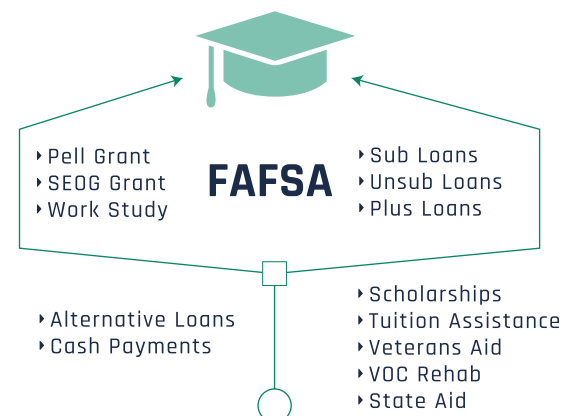 Pell Grant
SEOG Grant
Work Study
FAFSA
Sub Loans
Unsub Loans
Plus Loans
Alternative Loans
Cash Payments
Scholarships
Tuition Assistance
Veterans Aid
VOC Rehab
State Aid